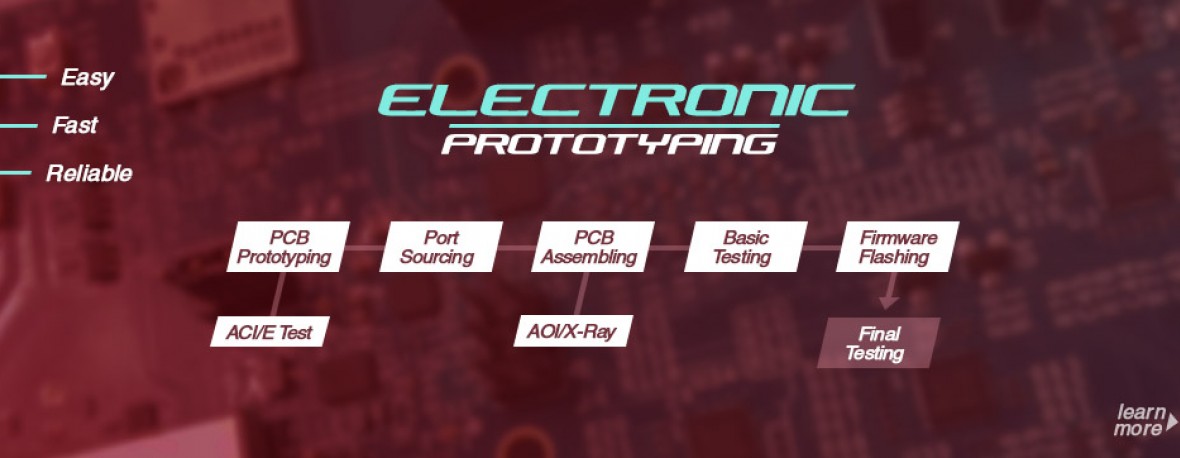 Easy
Fast
Reliable
ELECTRONIC
PROTOTYPING
PCB
Prototyping
Port
Sourcing
PCB
Assembling
Basic
Testing
Firmware
Flashing
ACI/E Test
AOI/X-Ray
Final
Testing
learn
more